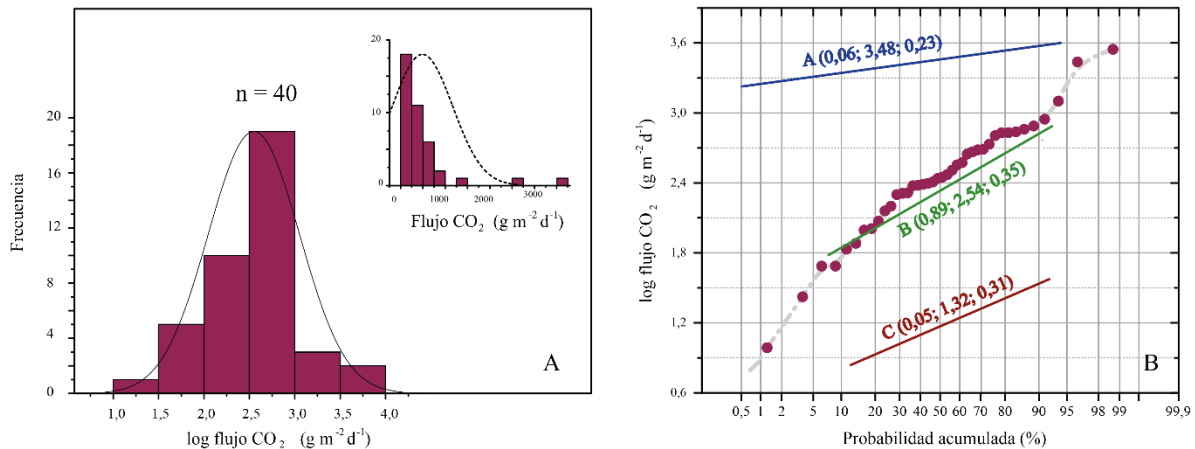 n = 40
Frecuencia
20
16
12
8
4
0
1,0 1,5 2,0 2,5 3,0 3,5 4,0
log flujo CO2 (g m-2 d-1)
A
20
10
0
0 1000 2000 3000
Flujo CO2 (g m-2 d-1)
log flujo CO2 (g m-2 d-1)
3,6
3,0
2,4
1,8
1,2
0,6
A (0,06; 3,48; 0,23)
B (0,89; 2,54; 0,35)
C (0,05; 1,32; 0,31)
B
0,5 1 2 5 10 20 30 40 50 60 70 80 90 95 98 99 99,9
Probabilidad acumulada (%)